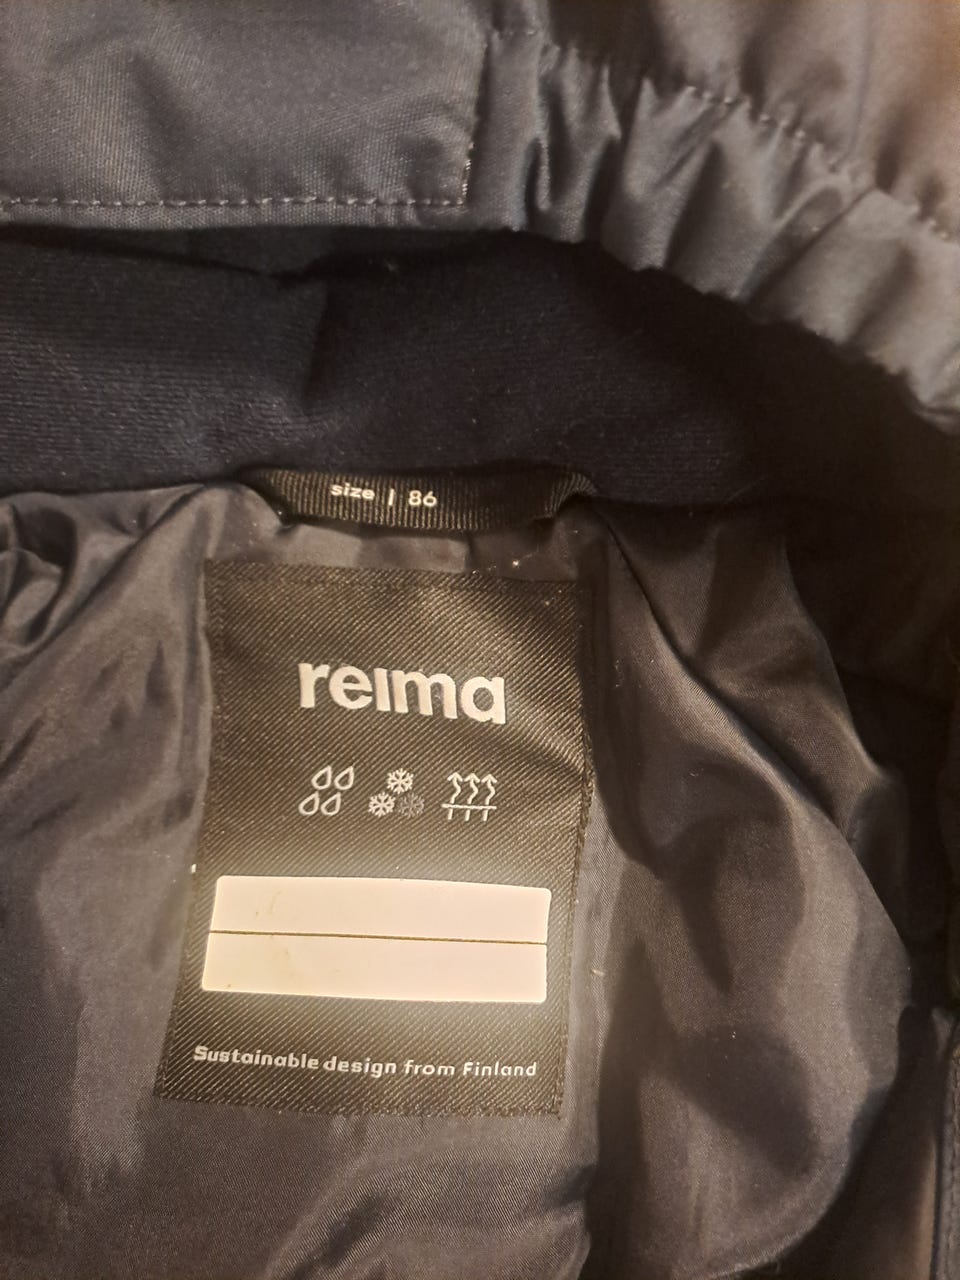 size | 86
reima
Sustainable design from Finland